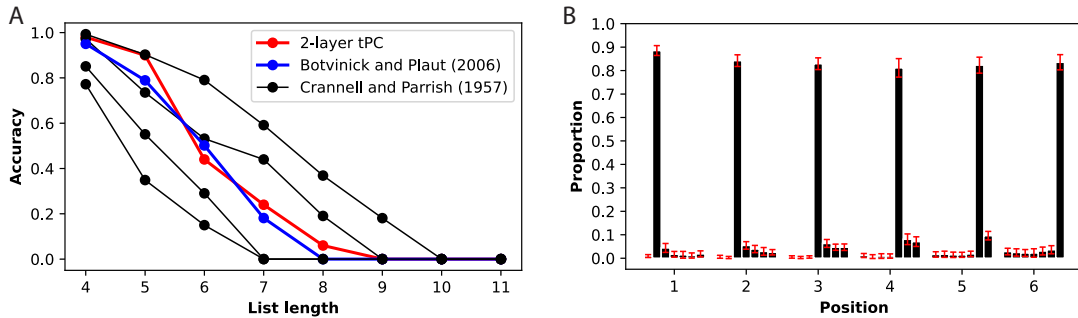 A
1.0
0.8
0.6
0.4
0.2
0.0
Accuracy
4 5 6 7 8 9 10 11
List length
2-layer tPC
Botvinick and Plaut (2006)
Crannell and Parrish (1957)
B
1.0
0.9
0.8
0.7
0.6
0.5
0.4
0.3
0.2
0.1
0.0
Proportion
1 2 3 4 5 6
Position